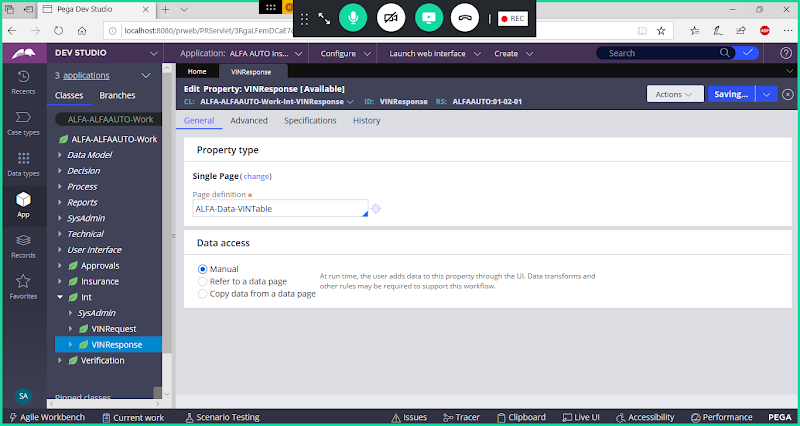 Pega Dev Studio
localhost:8080/prweb/PRServlet/3RgaLFemDCaE7
REC
DEV STUDIO
Application: ALFA AUTO Ins...
Configure
Launch web interface
Create
Search
3 applications
Home
VINResponse
Recents
Classes
Branches
Edit Property: VINResponse [Available]
CL: ALFA-ALFAAUTO-Work-Int-VINResponse
ID: VINResponse
RS: ALFAAUTO:01-02-01
Actions
Saving...
ALFA-ALFAAUTO-Work
General
Advanced
Specifications
History
Case types
ALFA-ALFAAUTO-Work
Data Model
Decision
Process
Reports
SysAdmin
Technical
User Interface
Approvals
Insurance
Int
SysAdmin
VINRequest
VINResponse
Verification
Pinned classes
Data types
App
Records
Favorites
SA
Property type
Single Page (change)
Page definition *
ALFA-Data-VINTable
Data access
Manual
Refer to a data page
Copy data from a data page
At run time, the user adds data to this property through the UI. Data transforms and
other rules may be required to support this workflow.
Agile Workbench
Current work
Scenario Testing
Issues
Tracer
Clipboard
Live UI
Accessibility
Performance
PEGA